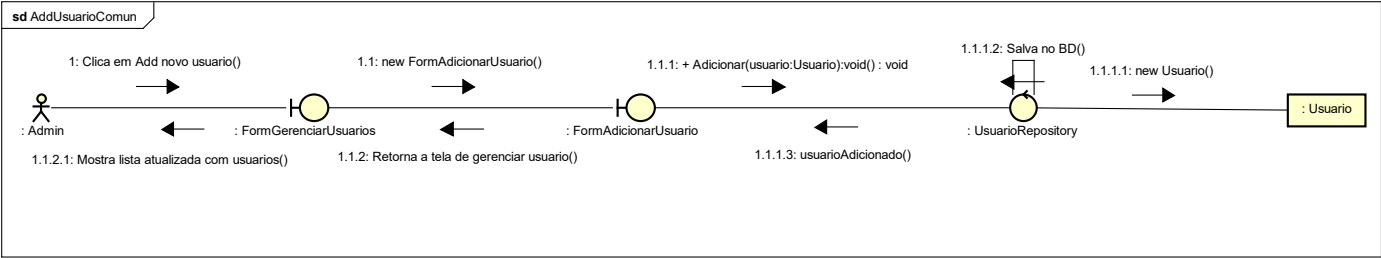 sd AddUsuarioComun
1: Clica em Add novo usuario()
1.1: new FormAdicionarUsuario()
1.1.1: + Adicionar(usuario:Usuario):void() : void
1.1.1.2: Salva no BD()
1.1.1.1: new Usuario()
: Admin
: FormGerenciarUsuarios
: FormAdicionarUsuario
: UsuarioRepository
: Usuario
1.1.2.1: Mostra lista atualizada com usuarios()
1.1.2: Retorna a tela de gerenciar usuario()
1.1.1.3: usuarioAdicionado()